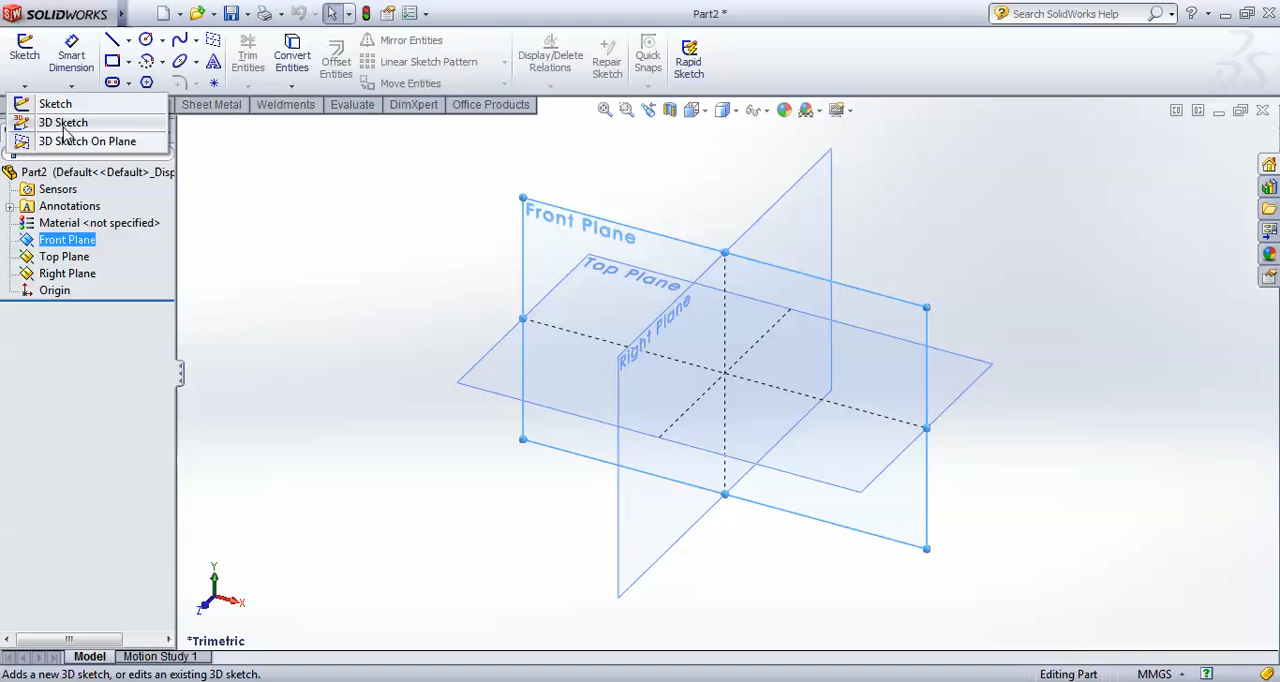 SOLIDWORKS
Part2 *
Search SolidWorks Help
Sketch
Smart Dimension
Trim Entities
Convert Entities
Offset Entities
Mirror Entities
Linear Sketch Pattern
Move Entities
Display/Delete Relations
Repair Sketch
Quick Snaps
Rapid Sketch
Sheet Metal
Weldments
Evaluate
DimXpert
Office Products
Sketch
3D Sketch
3D Sketch On Plane
Part2 (Default<<Default>_Disp
Sensors
Annotations
Material <not specified>
Front Plane
Top Plane
Right Plane
Origin
Front Plane
Top Plane
Right Plane
Y
X
Z
*Trimetric
Model
Motion Study 1
Adds a new 3D sketch, or edits an existing 3D sketch.
Editing Part
MMGS